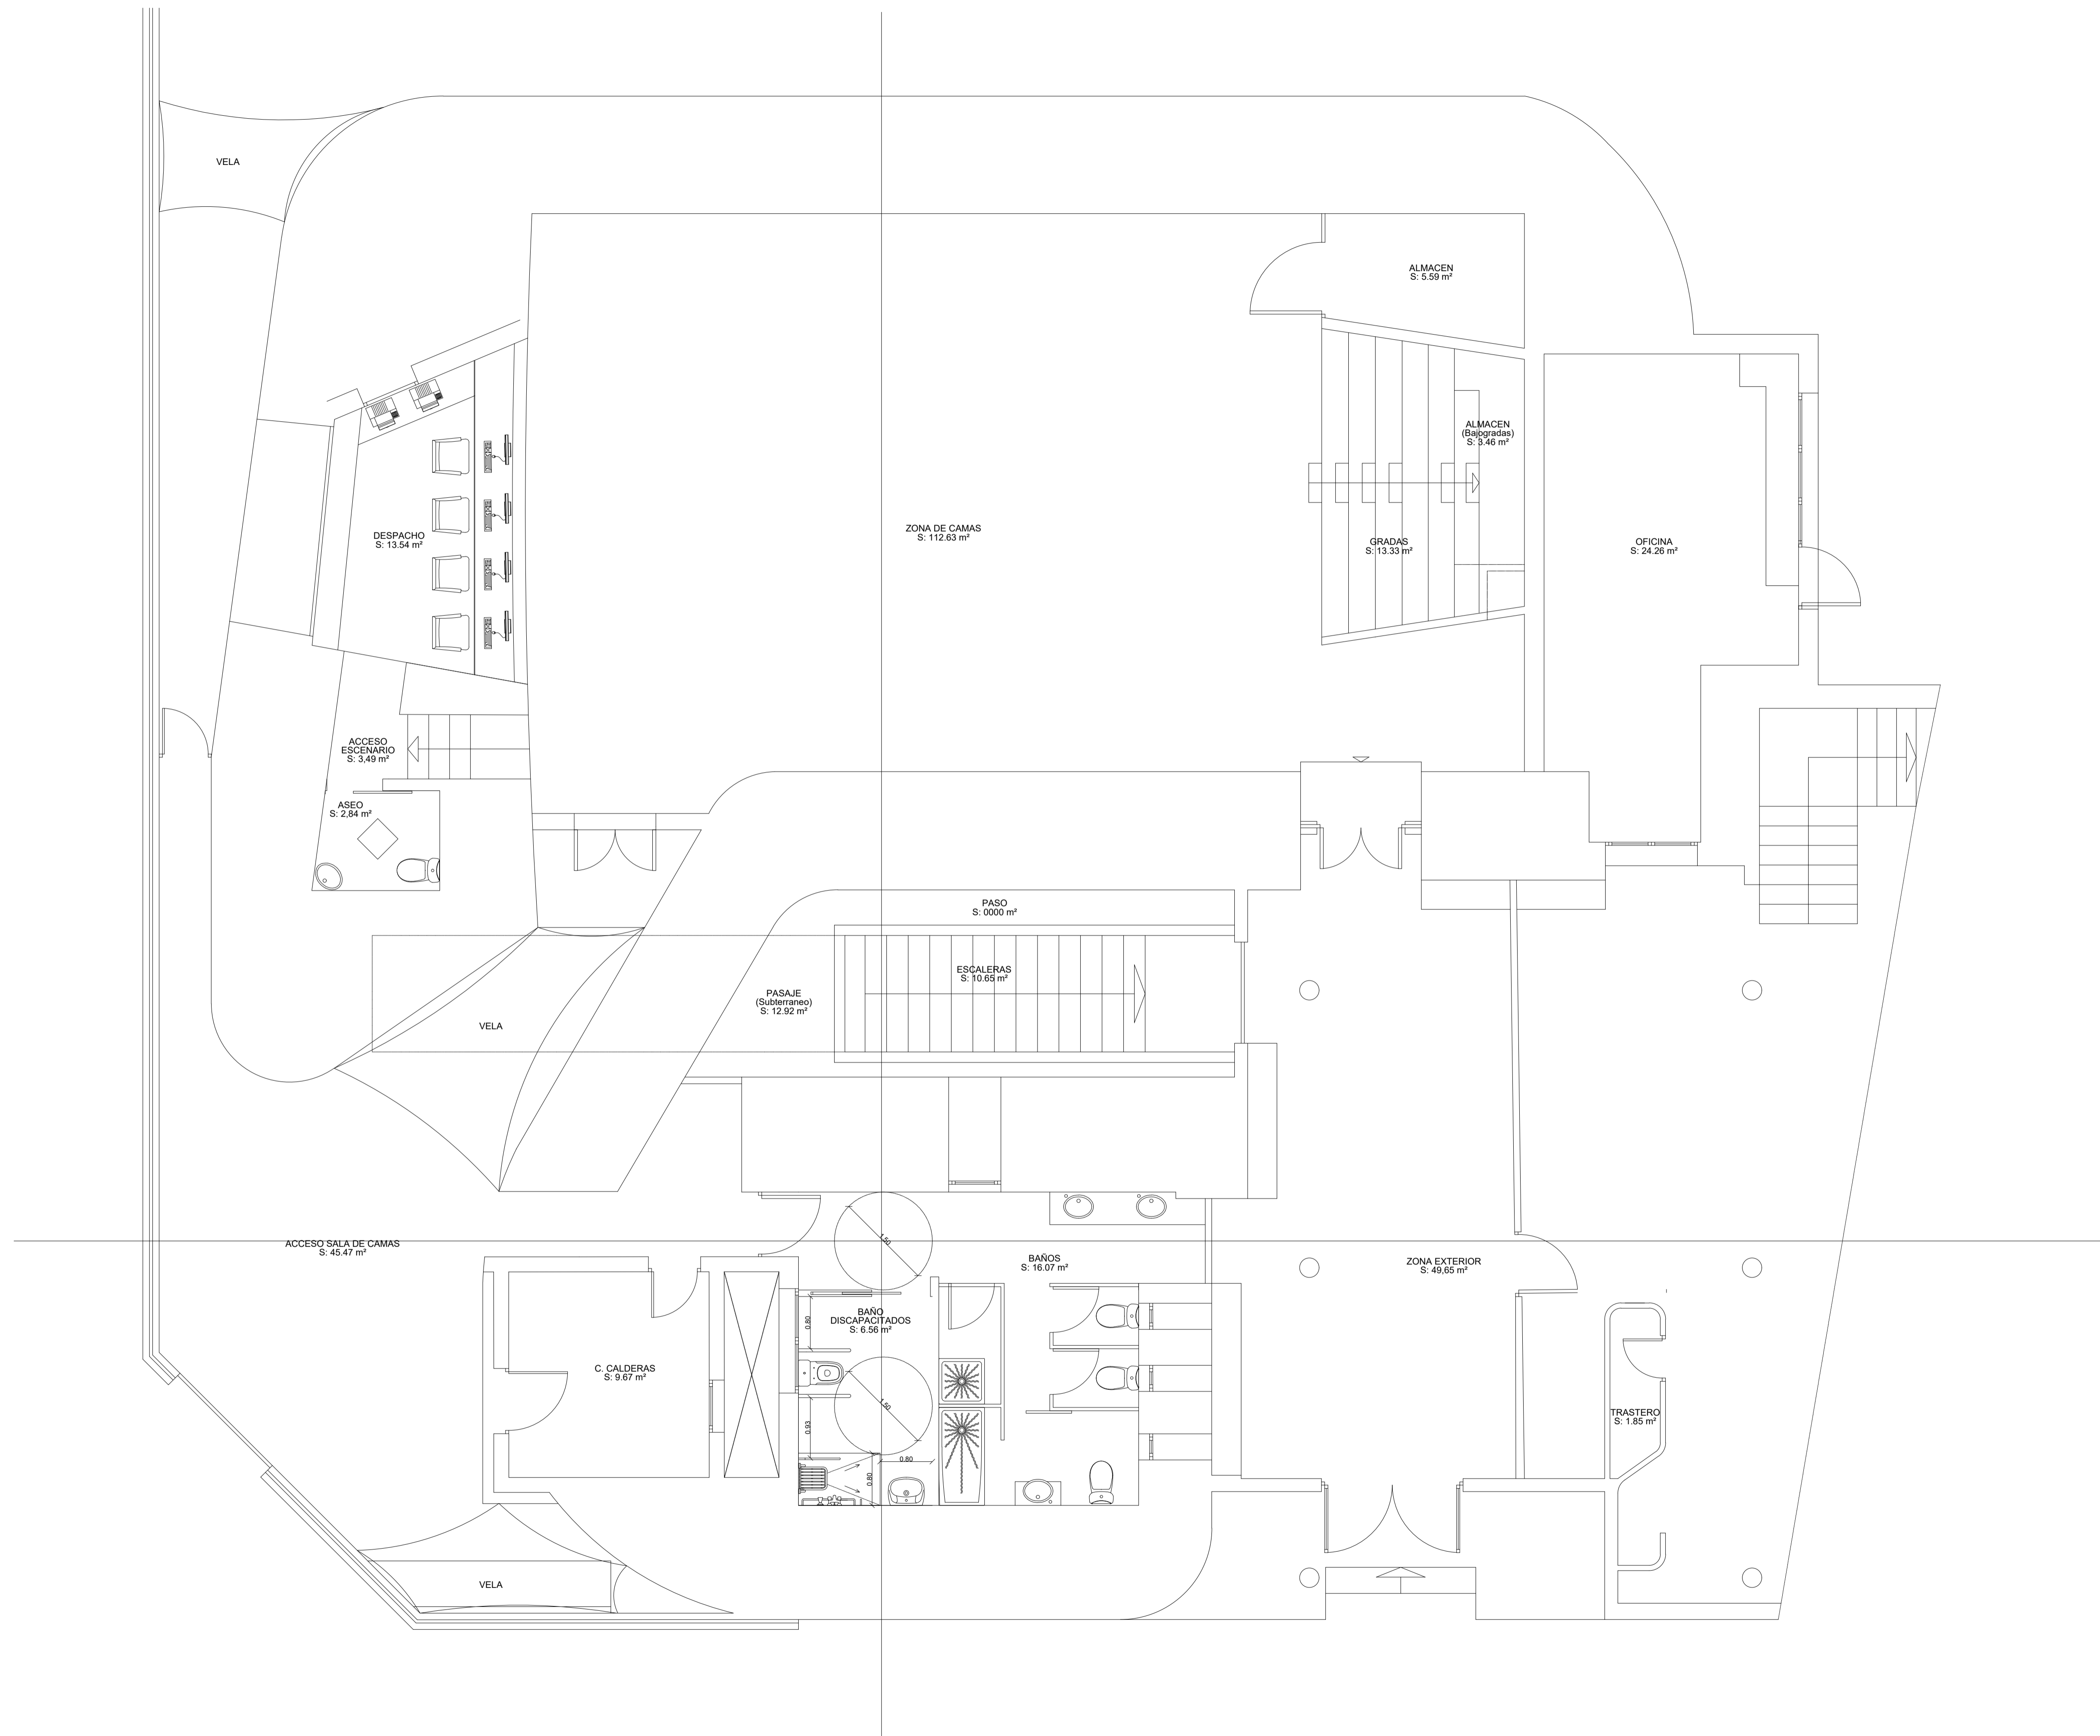 VELA
ALMACEN
S: 5.59 m²
ALMACEN
(Bajogradas)
S: 3.46 m²
DESPACHO
S: 13.54 m²
ZONA DE CAMAS
S: 112.63 m²
GRADAS
S: 13.33 m²
OFICINA
S: 24.26 m²
ACCESO
ESCENARIO
S: 3,49 m²
ASEO
S: 2,84 m²
PASO
S: 0000 m²
ESCALERAS
S: 10.65 m²
PASAJE
(Subterraneo)
S: 12.92 m²
VELA
ACCESO SALA DE CAMAS
S: 45.47 m²
1.50
BAÑOS
S: 16.07 m²
ZONA EXTERIOR
S: 49,65 m²
BAÑO
DISCAPACITADOS
S: 6.56 m²
0.80
C. CALDERAS
S: 9.67 m²
1.50
0.93
TRASTERO
S: 1.85 m²
0.80
0.80
VELA